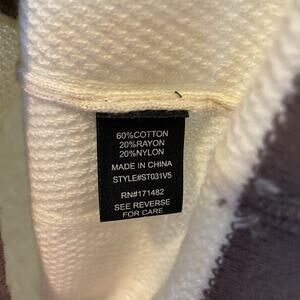 60%COTTON
20%RAYON
20%NYLON
MADE IN CHINA
STYLE#ST031V5
RN#171482
SEE REVERSE
FOR CARE